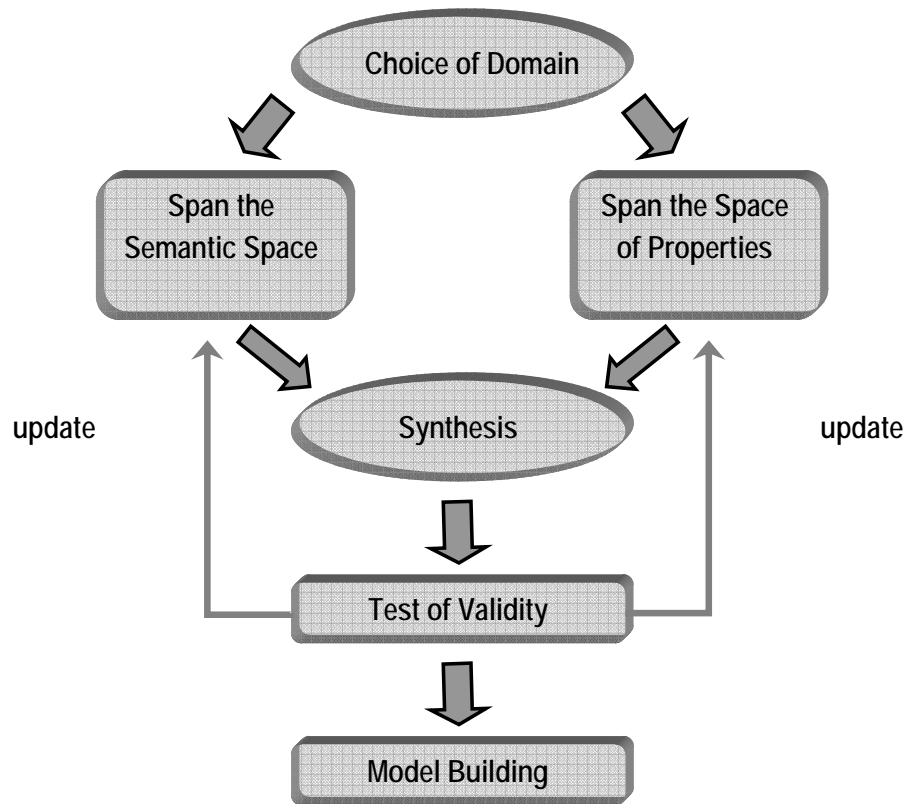 Choice of Domain
Span the
Semantic Space
Span the Space
of Properties
update
Synthesis
update
Test of Validity
Model Building